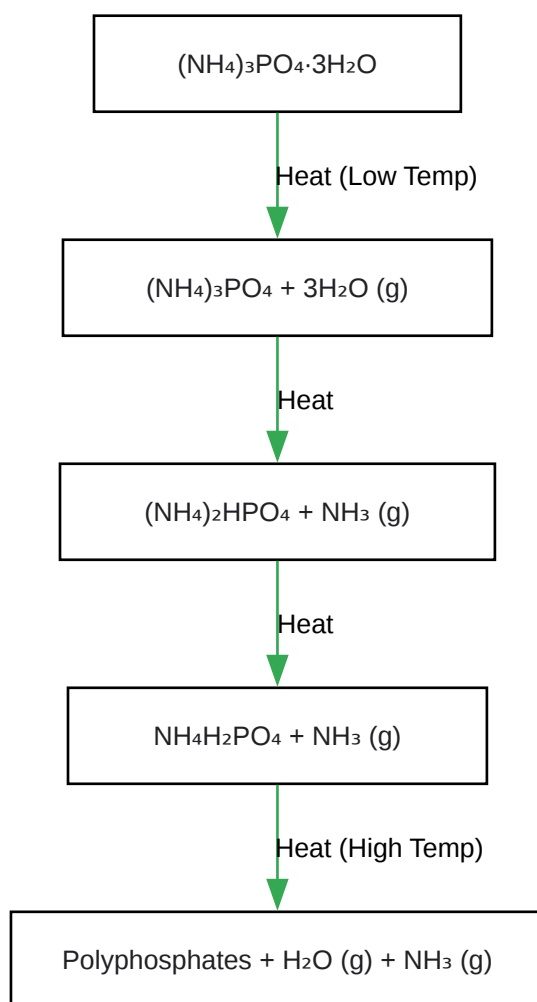 (NH₄)₃PO₄·3H₂O
Heat (Low Temp)
(NH₄)₃PO₄ + 3H₂O (g)
Heat
(NH₄)₂HPO₄ + NH₃ (g)
Heat
NH₄H₂PO₄ + NH₃ (g)
Heat (High Temp)
Polyphosphates + H₂O (g) + NH₃ (g)